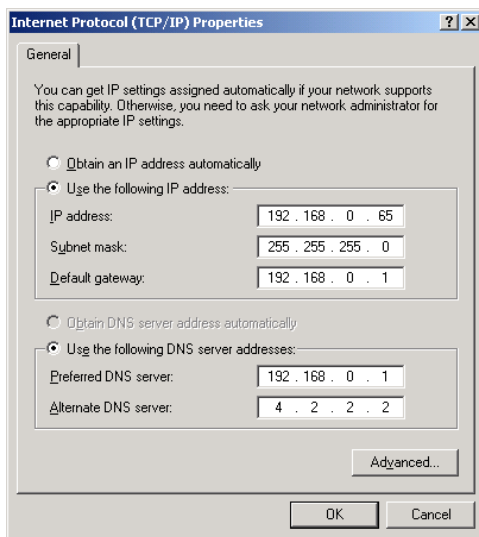 Internet Protocol (TCP/IP) Properties
General
You can get IP settings assigned automatically if your network supports
this capability. Otherwise, you need to ask your network administrator for
the appropriate IP settings.
Obtain an IP address automatically
Use the following IP address:
IP address: 192 . 168 . 0 . 65
Subnet mask: 255 . 255 . 255 . 0
Default gateway: 192 . 168 . 0 . 1
Obtain DNS server address automatically
Use the following DNS server addresses:
Preferred DNS server: 192 . 168 . 0 . 1
Alternate DNS server: 4 . 2 . 2 . 2
Advanced...
OK Cancel